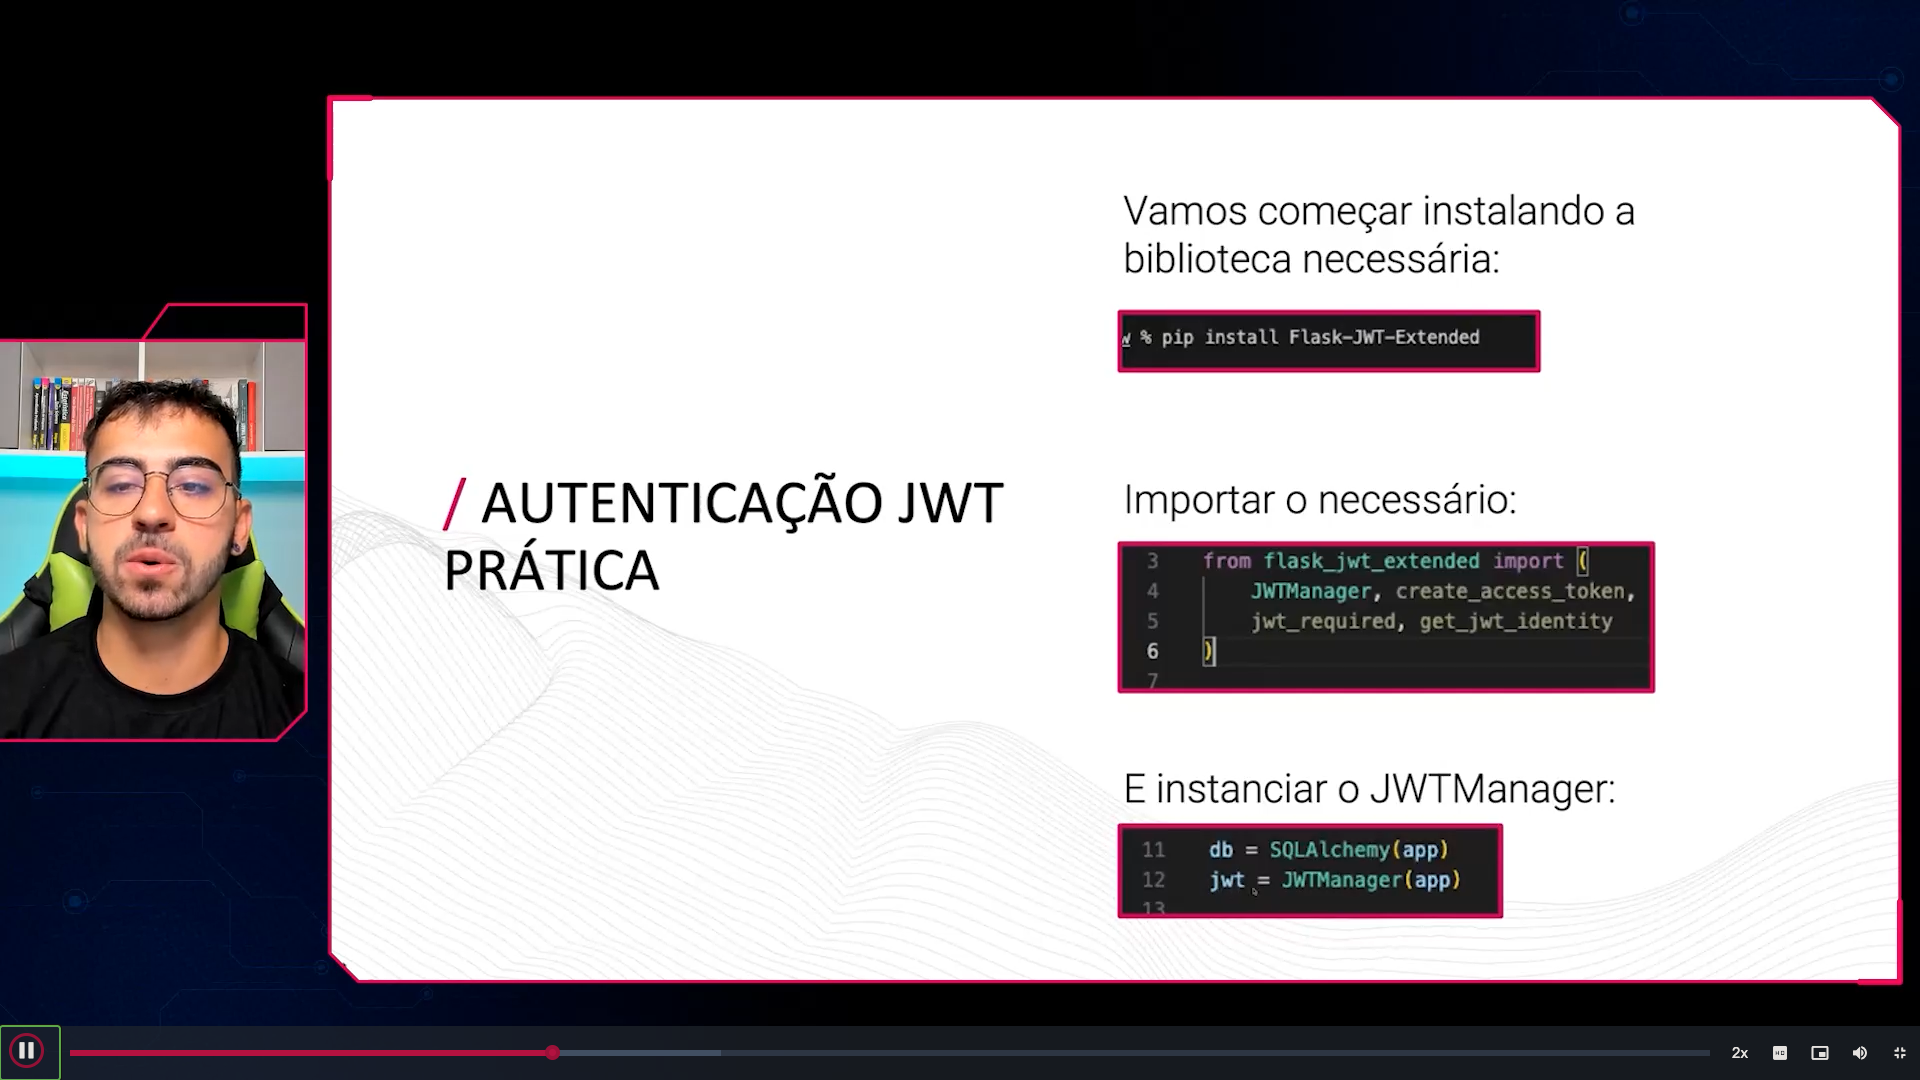 / AUTENTICAÇÃO JWT
PRÁTICA
Vamos começar instalando a
biblioteca necessária:
w % pip install Flask-JWT-Extended
Importar o necessário:
3 from flask_jwt_extended import (
4 JWTManager, create_access_token,
5 jwt_required, get_jwt_identity
6 )
7
E instanciar o JWTManager:
11 db = SQLAlchemy(app)
12 jwt = JWTManager(app)
13
2x